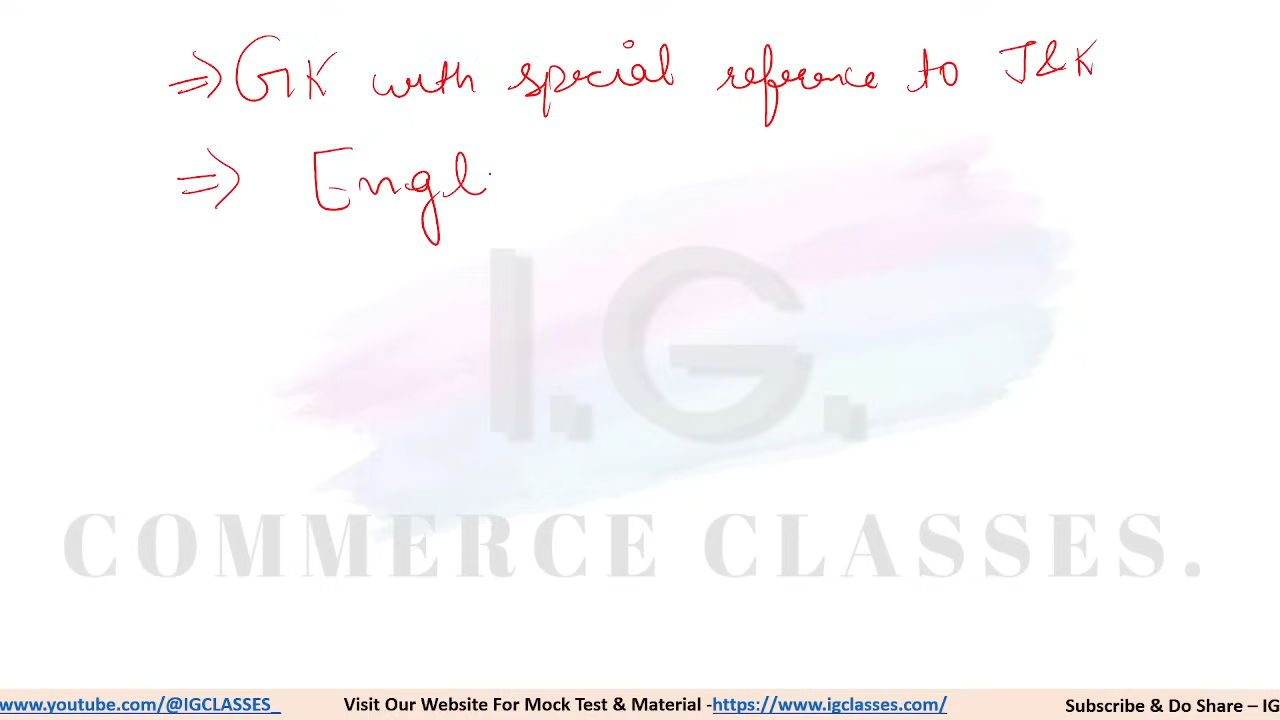 ⇒ GK with special reference to J&K
⇒ Engl
I.G.
COMMERCE CLASSES.
www.youtube.com/@IGCLASSES_ Visit Our Website For Mock Test & Material -https://www.igclasses.com/ Subscribe & Do Share – IG